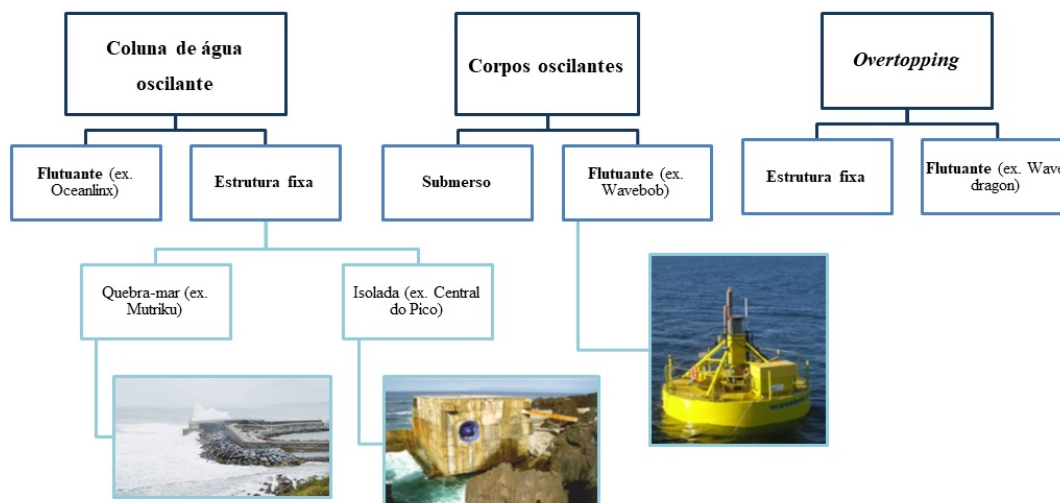 Coluna de água
oscilante
Corpos oscilantes
Overtopping
Flutuante (ex.
Oceanlinx)
Estrutura fixa
Submerso
Flutuante (ex.
Wavebob)
Estrutura fixa
Flutuante (ex. Wave
dragon)
Quebra-mar (ex.
Mutriku)
Isolada (ex. Central
do Pico)
wavebob